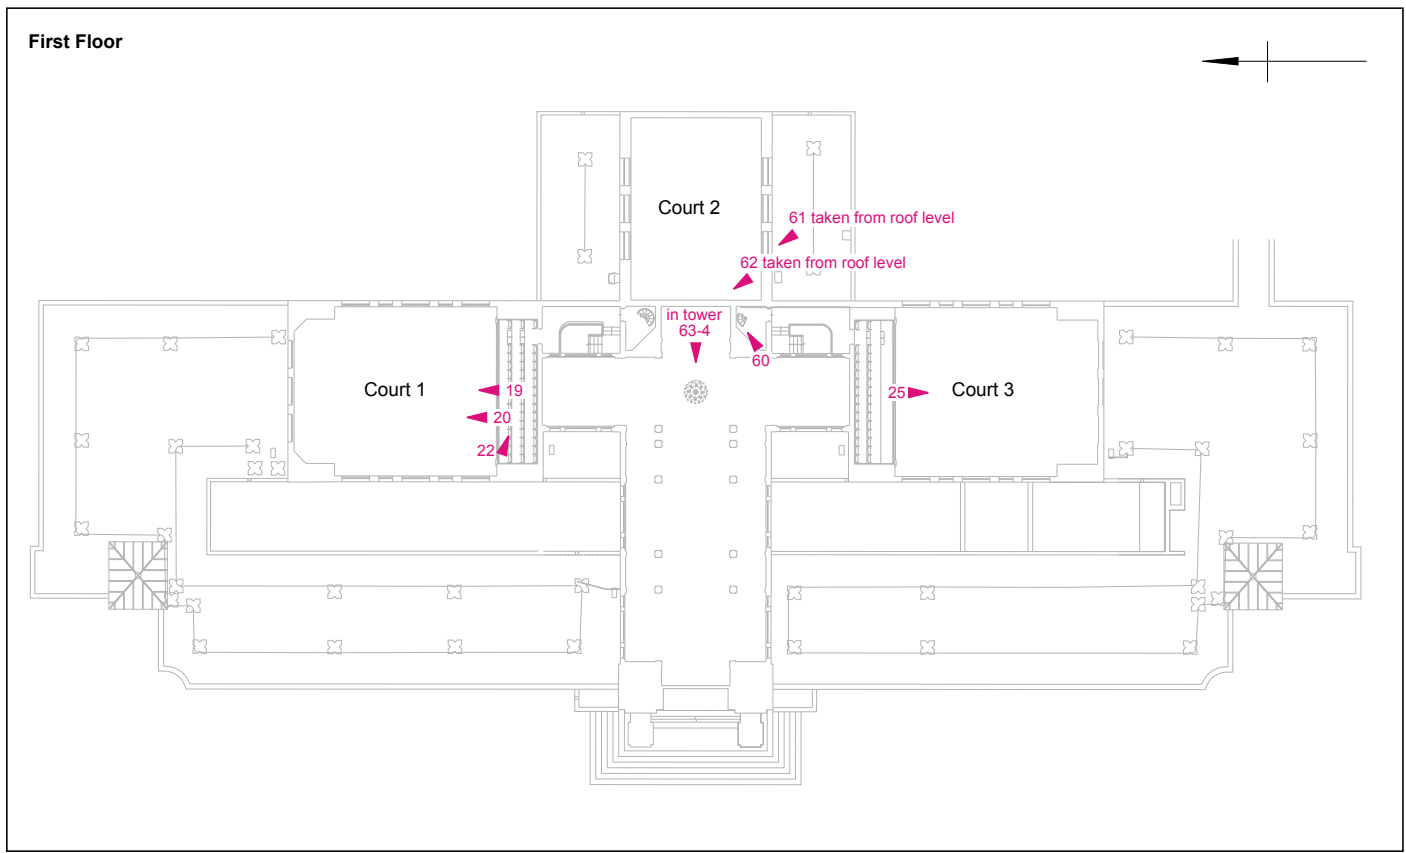 First Floor
Court 2
61 taken from roof level
62 taken from roof level
in tower
63-4
60
Court 1
19
20
22
25
Court 3